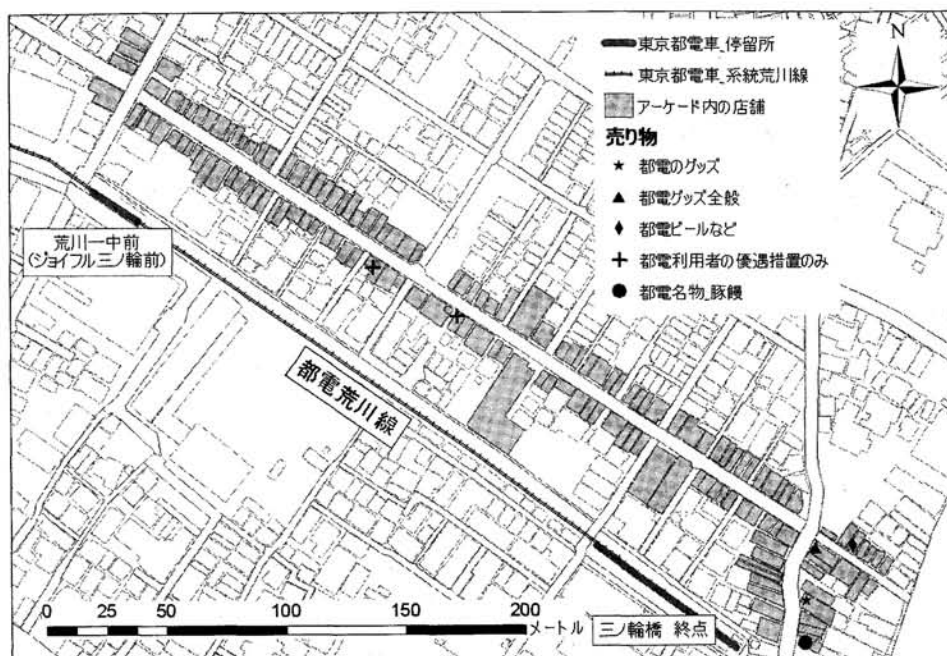 N
東京都電車_停留所
東京都電車_系統荒川線
アーケード内の店舗
売り物
都電のグッズ
都電グッズ全般
都電ビールなど
都電利用者の優遇措置のみ
都電名物_豚饅
荒川一中前
(ジョイフル三ノ輪前)
都電荒川線
0 25 50 100 150 200
メートル
三ノ輪橋 終点